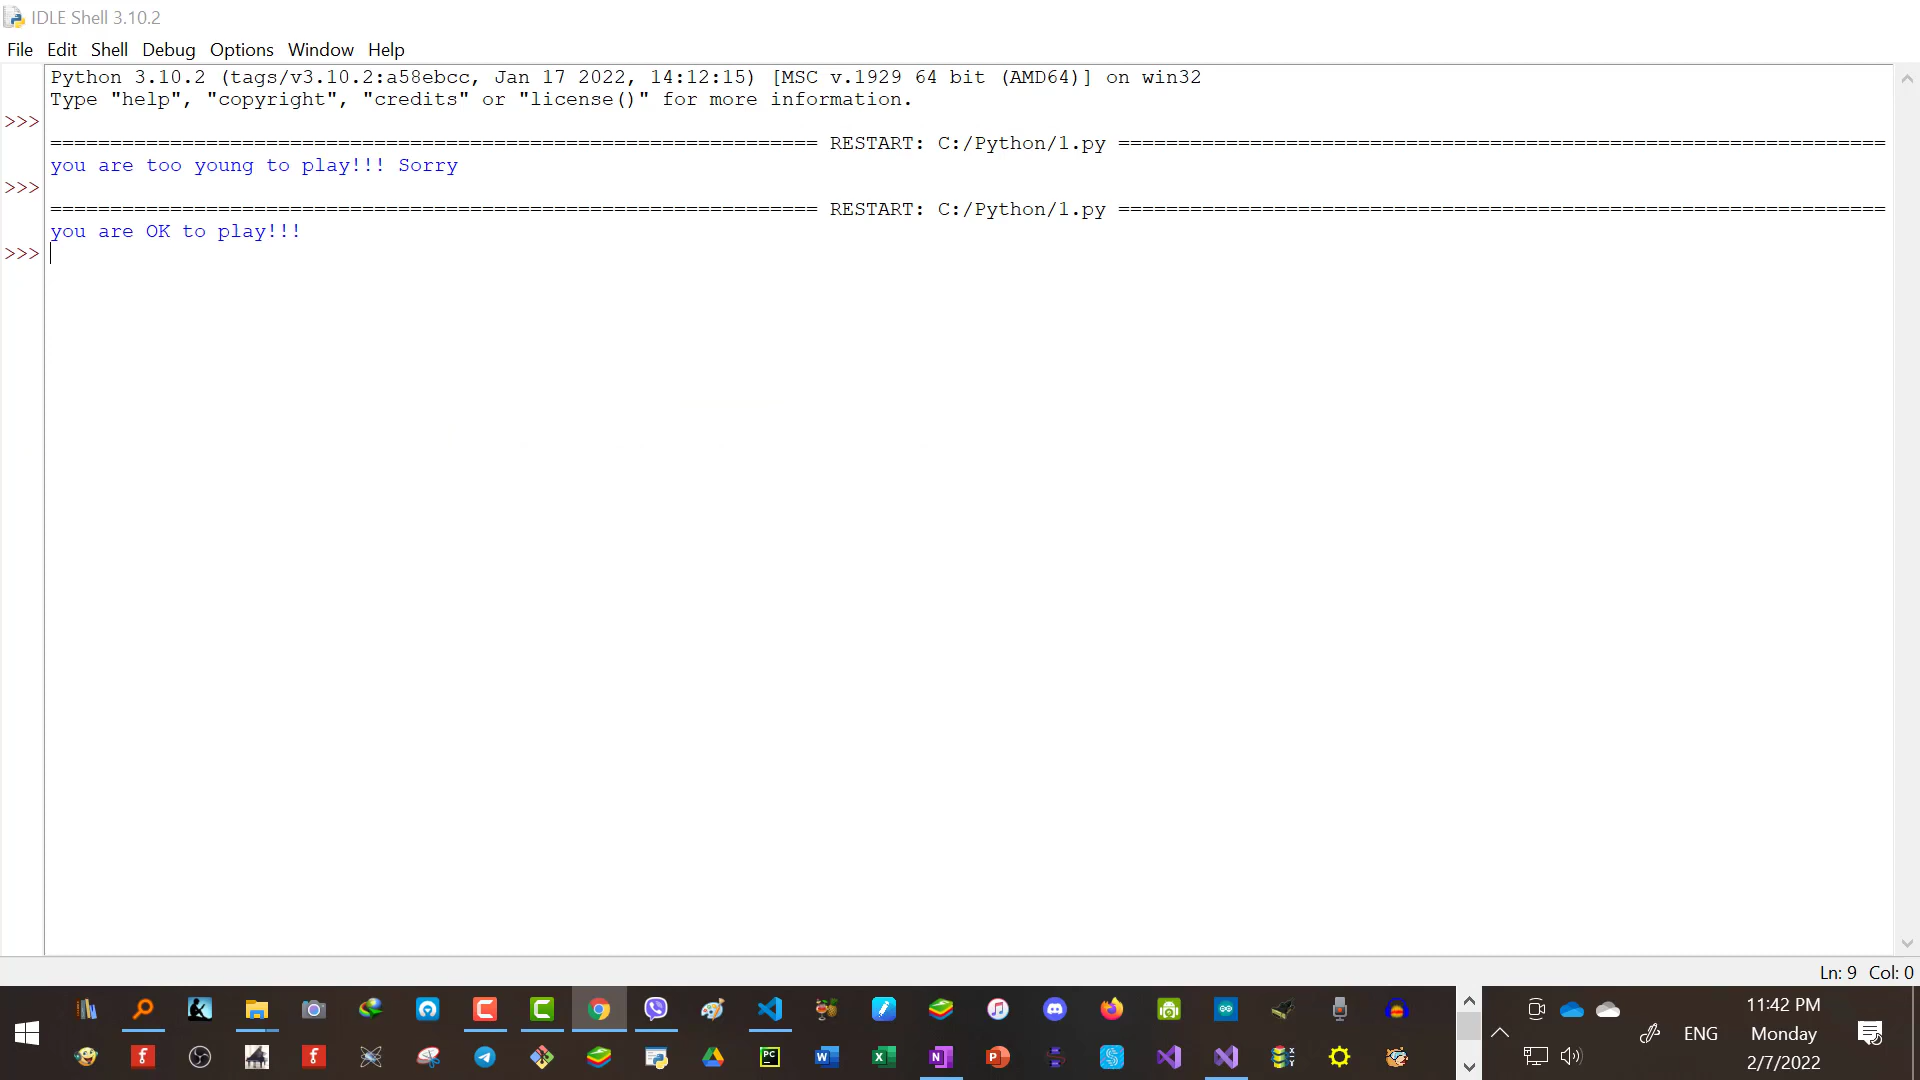 IDLE Shell 3.10.2
File Edit Shell Debug Options Window Help
Python 3.10.2 (tags/v3.10.2:a58ebcc, Jan 17 2022, 14:12:15) [MSC v.1929 64 bit (AMD64)] on win32
Type "help", "copyright", "credits" or "license()" for more information.
>>>
================================================================ RESTART: C:/Python/1.py ================================================================
you are too young to play!!! Sorry
>>>
================================================================ RESTART: C:/Python/1.py ================================================================
you are OK to play!!!
>>>
Ln: 9 Col: 0
11:42 PM
ENG Monday
2/7/2022